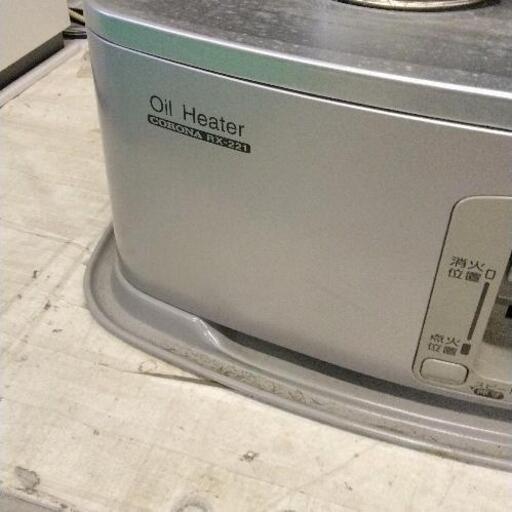 Oil Heater
CORONA RX-221
消火
位置
点火
位置